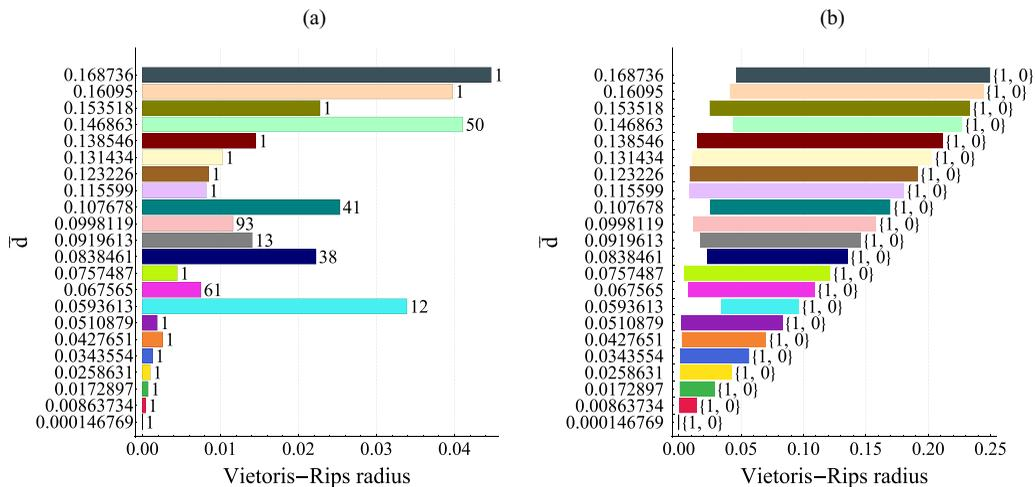 (a)
d̅
0.168736 1
0.16095 1
0.153518 1
0.146863 50
0.138546 1
0.131434 1
0.123226 1
0.115599 1
0.107678 41
0.0998119 93
0.0919613 13
0.0838461 38
0.0757487 1
0.067565 61
0.0593613 12
0.0510879 1
0.0427651 1
0.0343554 1
0.0258631 1
0.0172897 1
0.00863734 1
0.000146769 1
0.00 0.01 0.02 0.03 0.04
Vietoris−Rips radius
(b)
d̅
0.168736 {1, 0}
0.16095 {1, 0}
0.153518 {1, 0}
0.146863 {1, 0}
0.138546 {1, 0}
0.131434 {1, 0}
0.123226 {1, 0}
0.115599 {1, 0}
0.107678 {1, 0}
0.0998119 {1, 0}
0.0919613 {1, 0}
0.0838461 {1, 0}
0.0757487 {1, 0}
0.067565 {1, 0}
0.0593613 {1, 0}
0.0510879 {1, 0}
0.0427651 {1, 0}
0.0343554 {1, 0}
0.0258631 {1, 0}
0.0172897 {1, 0}
0.00863734 {1, 0}
0.000146769 {1, 0}
0.00 0.05 0.10 0.15 0.20 0.25
Vietoris−Rips radius